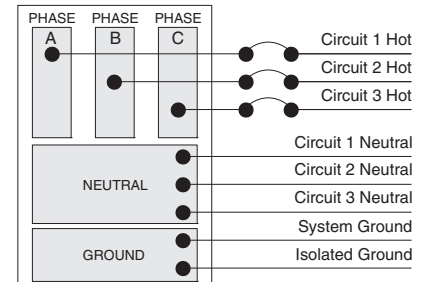 PHASE PHASE PHASE
A B C
Circuit 1 Hot
Circuit 2 Hot
Circuit 3 Hot
Circuit 1 Neutral
Circuit 2 Neutral
NEUTRAL
Circuit 3 Neutral
System Ground
GROUND
Isolated Ground